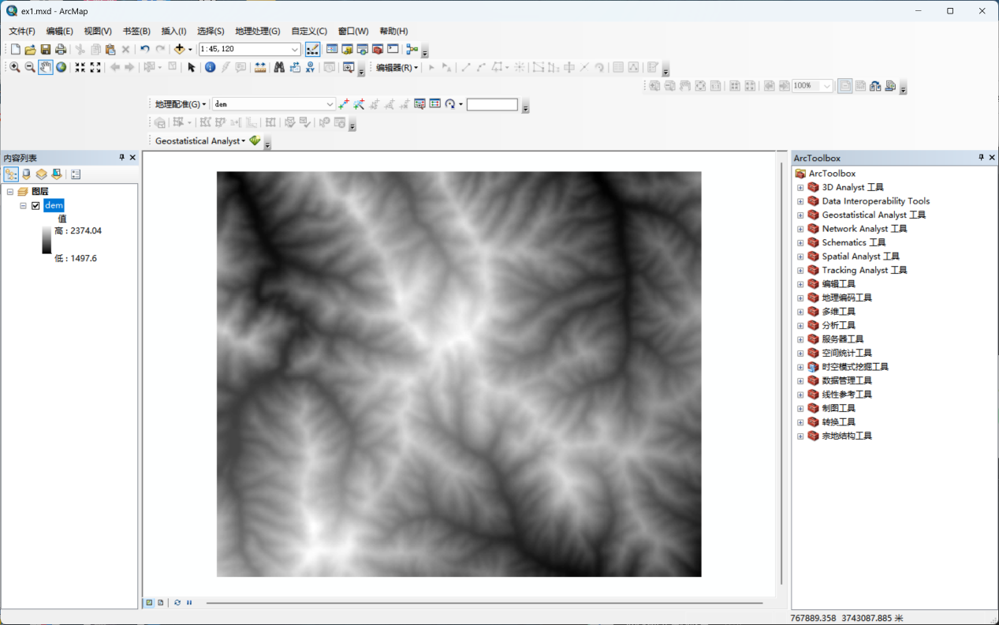 ex1.mxd - ArcMap
文件(F) 编辑(E) 视图(V) 书签(B) 插入(I) 选择(S) 地理处理(G) 自定义(C) 窗口(W) 帮助(H)
1:45,120
编辑器(R)
100%
地理配准(G) dem
Geostatistical Analyst
内容列表
图层
dem
值
高 : 2374.04
低 : 1497.6
ArcToolbox
ArcToolbox
3D Analyst 工具
Data Interoperability Tools
Geostatistical Analyst 工具
Network Analyst 工具
Schematics 工具
Spatial Analyst 工具
Tracking Analyst 工具
编辑工具
地理编码工具
多维工具
分析工具
服务器工具
空间统计工具
时空模式挖掘工具
数据管理工具
线性参考工具
制图工具
转换工具
宗地结构工具
767889.358 3743087.885 米